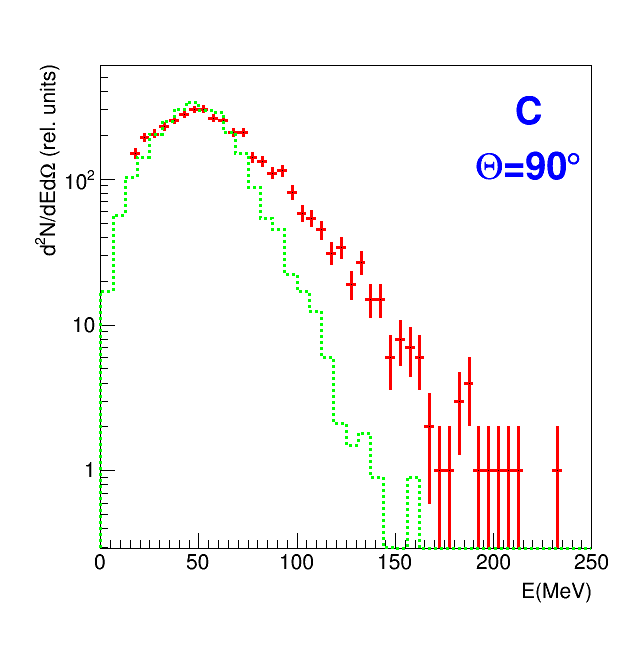 d²N/dEdΩ (rel. units)
C
Θ=90°
10²
10
1
0 50 100 150 200 250
E(MeV)